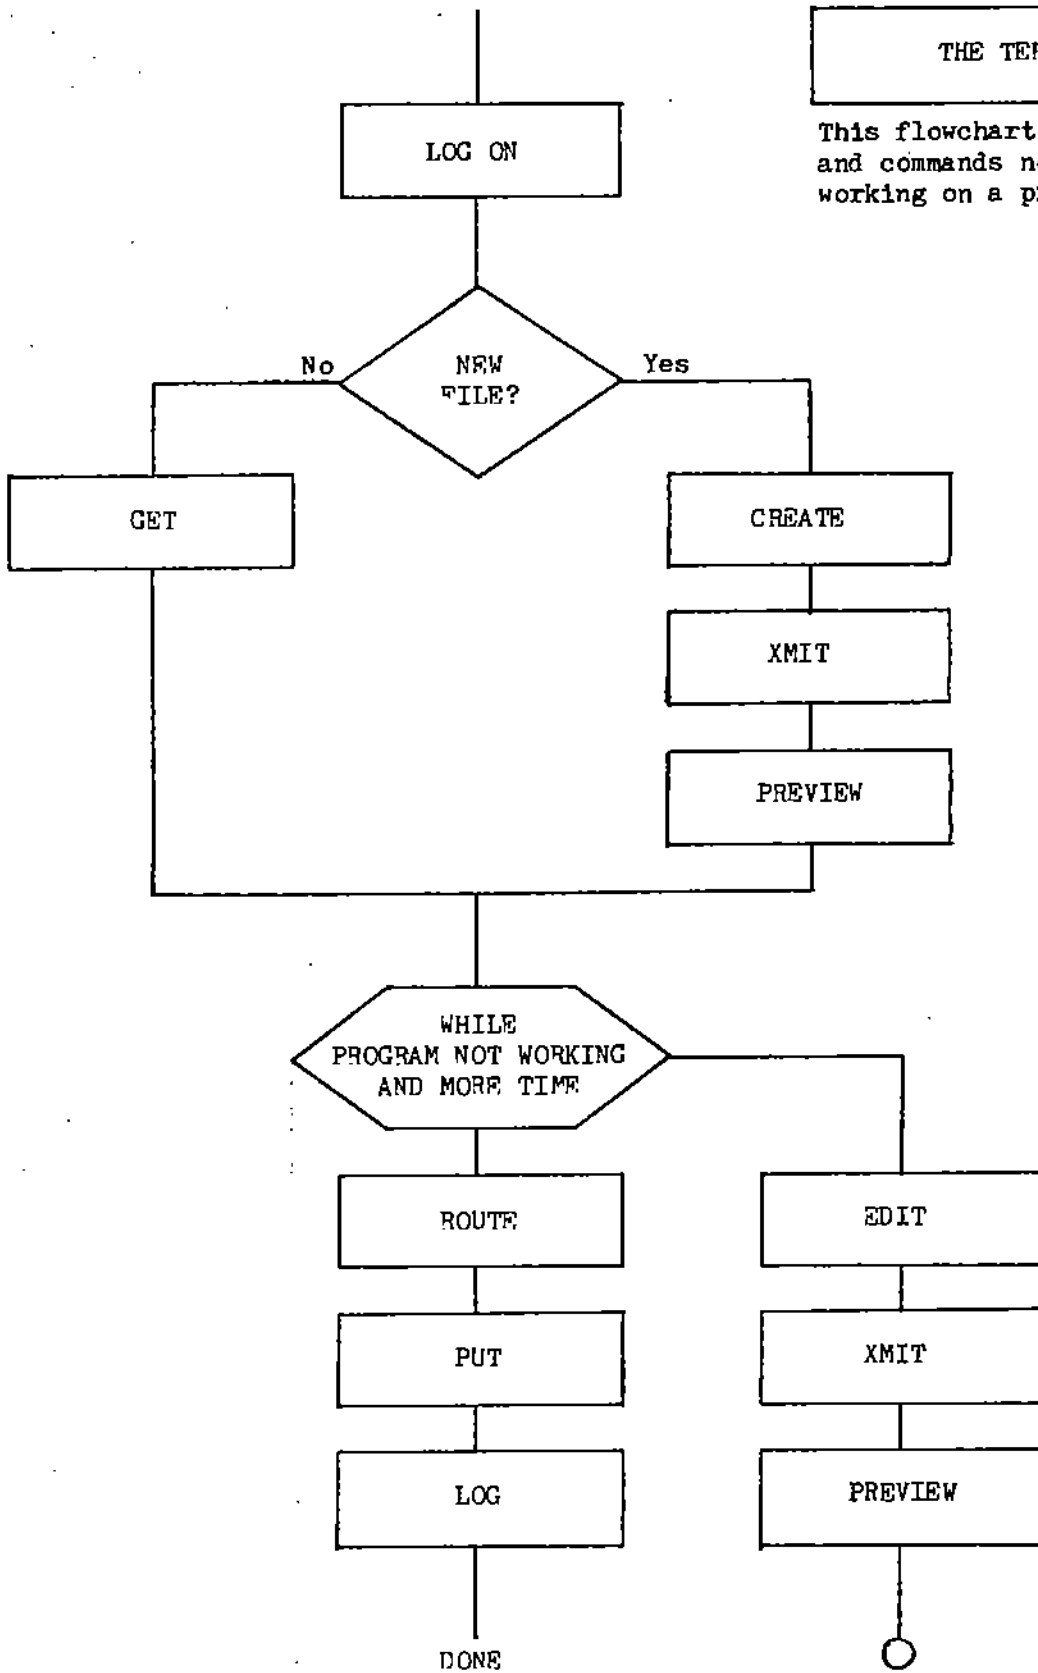 THE TE
This flowchart
and commands n
working on a p
LOG ON
NEW
FILE?
No
Yes
GET
CREATE
XMIT
PREVIEW
WHILE
PROGRAM NOT WORKING
AND MORE TIME
ROUTE
PUT
LOG
DONE
EDIT
XMIT
PREVIEW